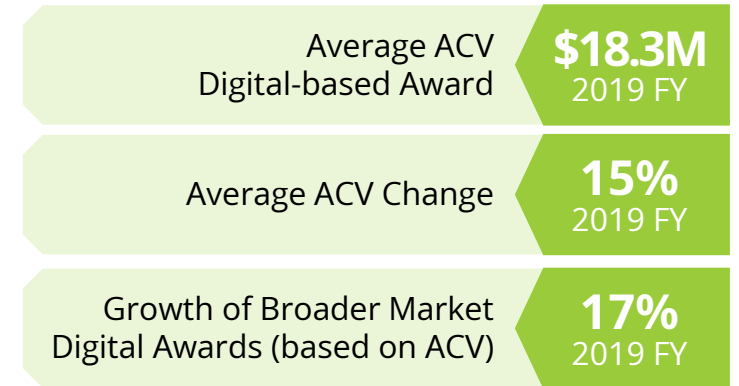 Average ACV
Digital-based Award
$18.3M
2019 FY
Average ACV Change
15%
2019 FY
Growth of Broader Market
Digital Awards (based on ACV)
17%
2019 FY